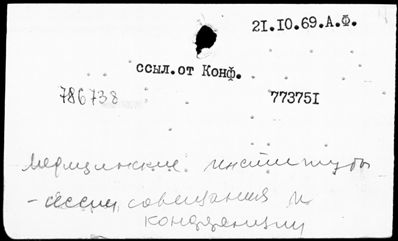 21.10.69.А.Ф.
ссыл.от Конф.
786738 773751
Медицинские институты
- сессии, совещания и
конференции